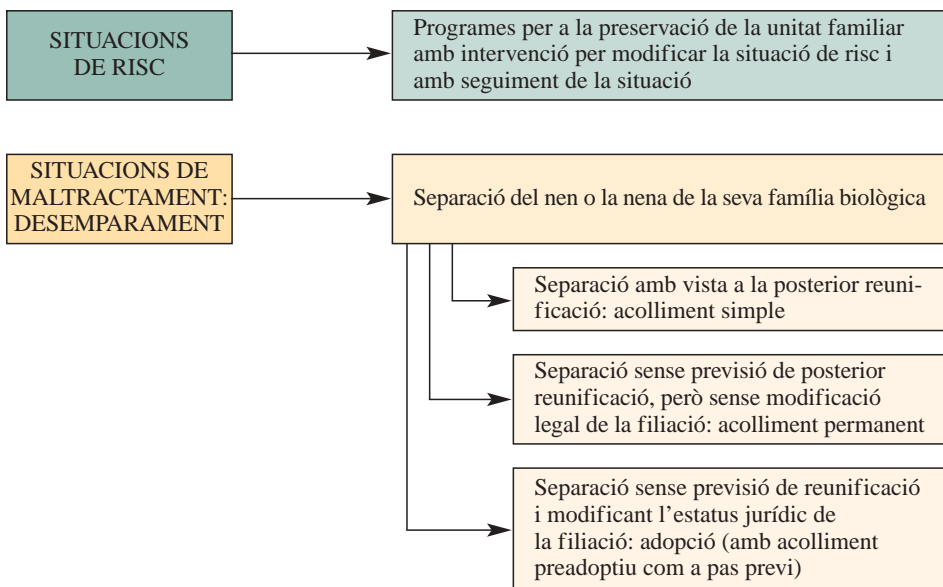 SITUACIONS
DE RISC
Programes per a la preservació de la unitat familiar
amb intervenció per modificar la situació de risc i
amb seguiment de la situació
SITUACIONS DE
MALTRACTAMENT:
DESEMPARAMENT
Separació del nen o la nena de la seva família biològica
Separació amb vista a la posterior reuni-
ficació: acolliment simple
Separació sense previsió de posterior
reunificació, però sense modificació
legal de la filiació: acolliment permanent
Separació sense previsió de reunificació
i modificant l’estatus jurídic de
la filiació: adopció (amb acolliment
preadoptiu com a pas previ)